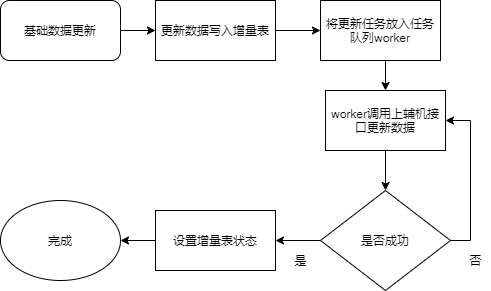 基础数据更新
更新数据写入增量表
将更新任务放入任务
队列worker
worker调用上辅机接
口更新数据
是否成功
否
是
设置增量表状态
完成